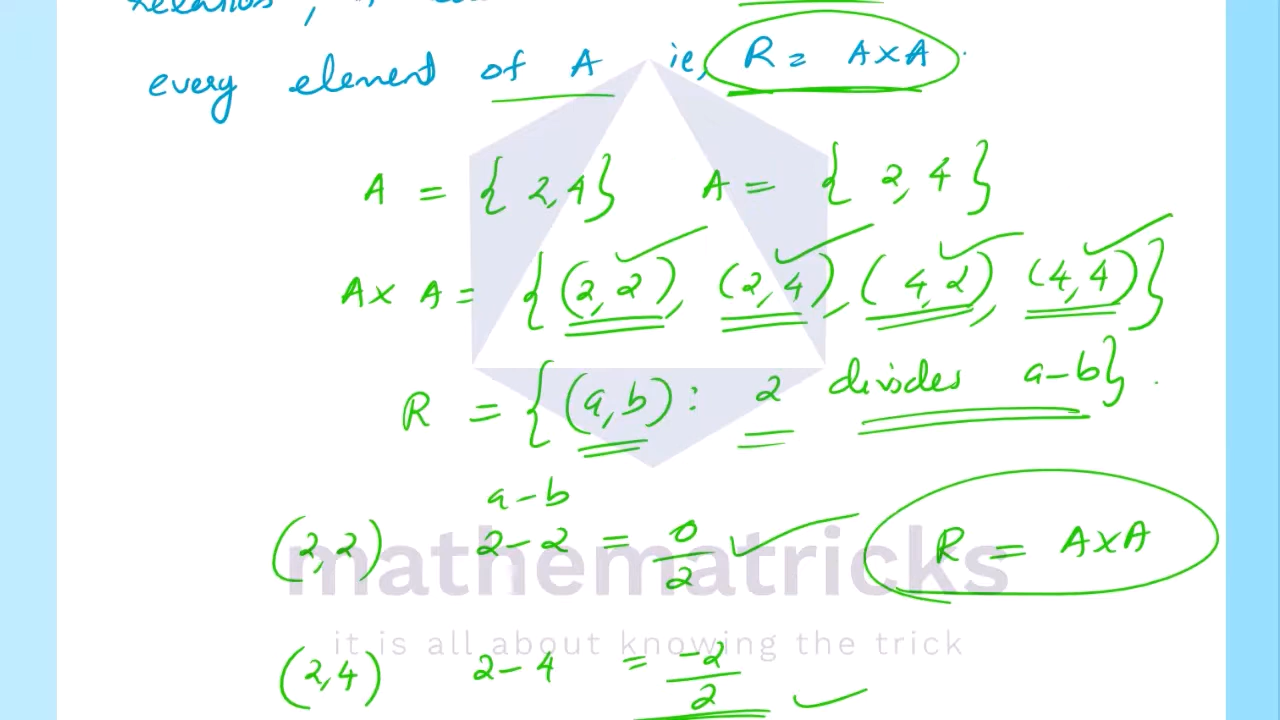 every element of A ie, R = A×A.
A = {2,4} A = {2,4}
A × A = {(2,2), (2,4), (4,2), (4,4)}
R = {(a,b) : 2 divides a-b}.
a-b
(2,2) 2-2 = 0/2 ✓ R = A×A
mathematricks
it is all about knowing the trick
(2,4) 2-4 = -2/2 ✓